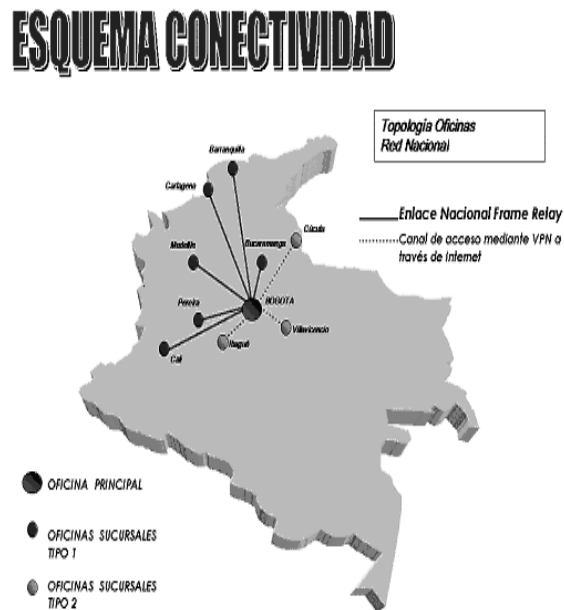 ESQUEMA CONECTIVIDAD
Topología Oficinas
Red Nacional
Barranquilla
Cartagena
Enlace Nacional Frame Relay
Cúcuta
Canal de acceso mediante VPN a
través de Internet
Medellín
Bucaramanga
Pereira
BOGOTA
Villavicencio
Ibagué
Cali
OFICINA PRINCIPAL
OFICINAS SUCURSALES
TIPO 1
OFICINAS SUCURSALES
TIPO 2